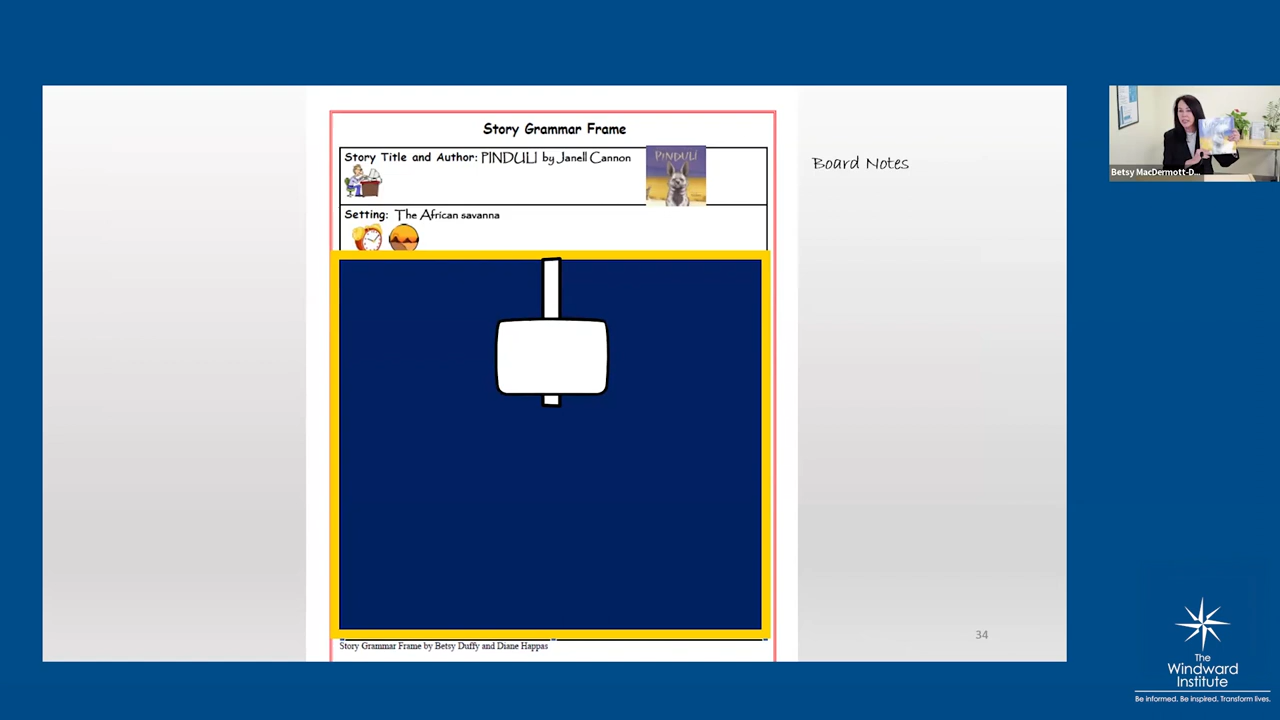 Story Grammar Frame
Story Title and Author: PINDULI by Janell Cannon
PINDULI
Setting: The African savanna
Board Notes
Story Grammar Frame by Betsy Duffy and Diane Happas
34
Betsy MacDermott-D...
The
Windward
Institute
Be informed. Be inspired. Transform lives.